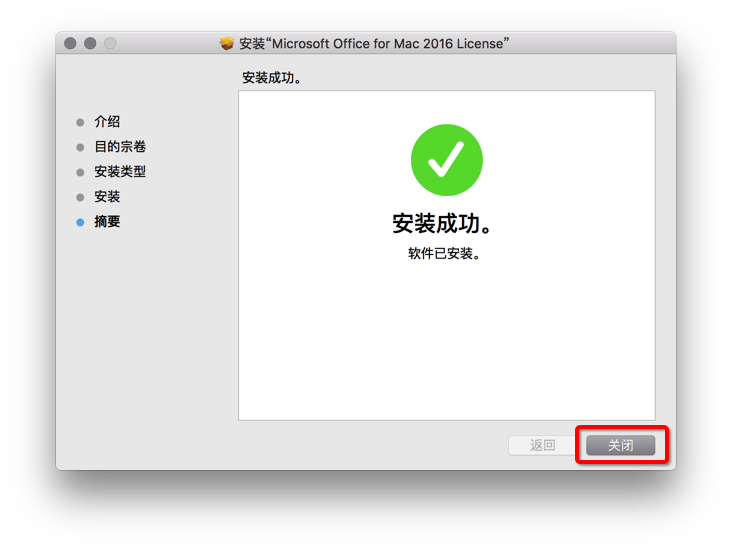 安装“Microsoft Office for Mac 2016 License”
安装成功。
介绍
目的宗卷
安装类型
安装
摘要
安装成功。
软件已安装。
返回
关闭